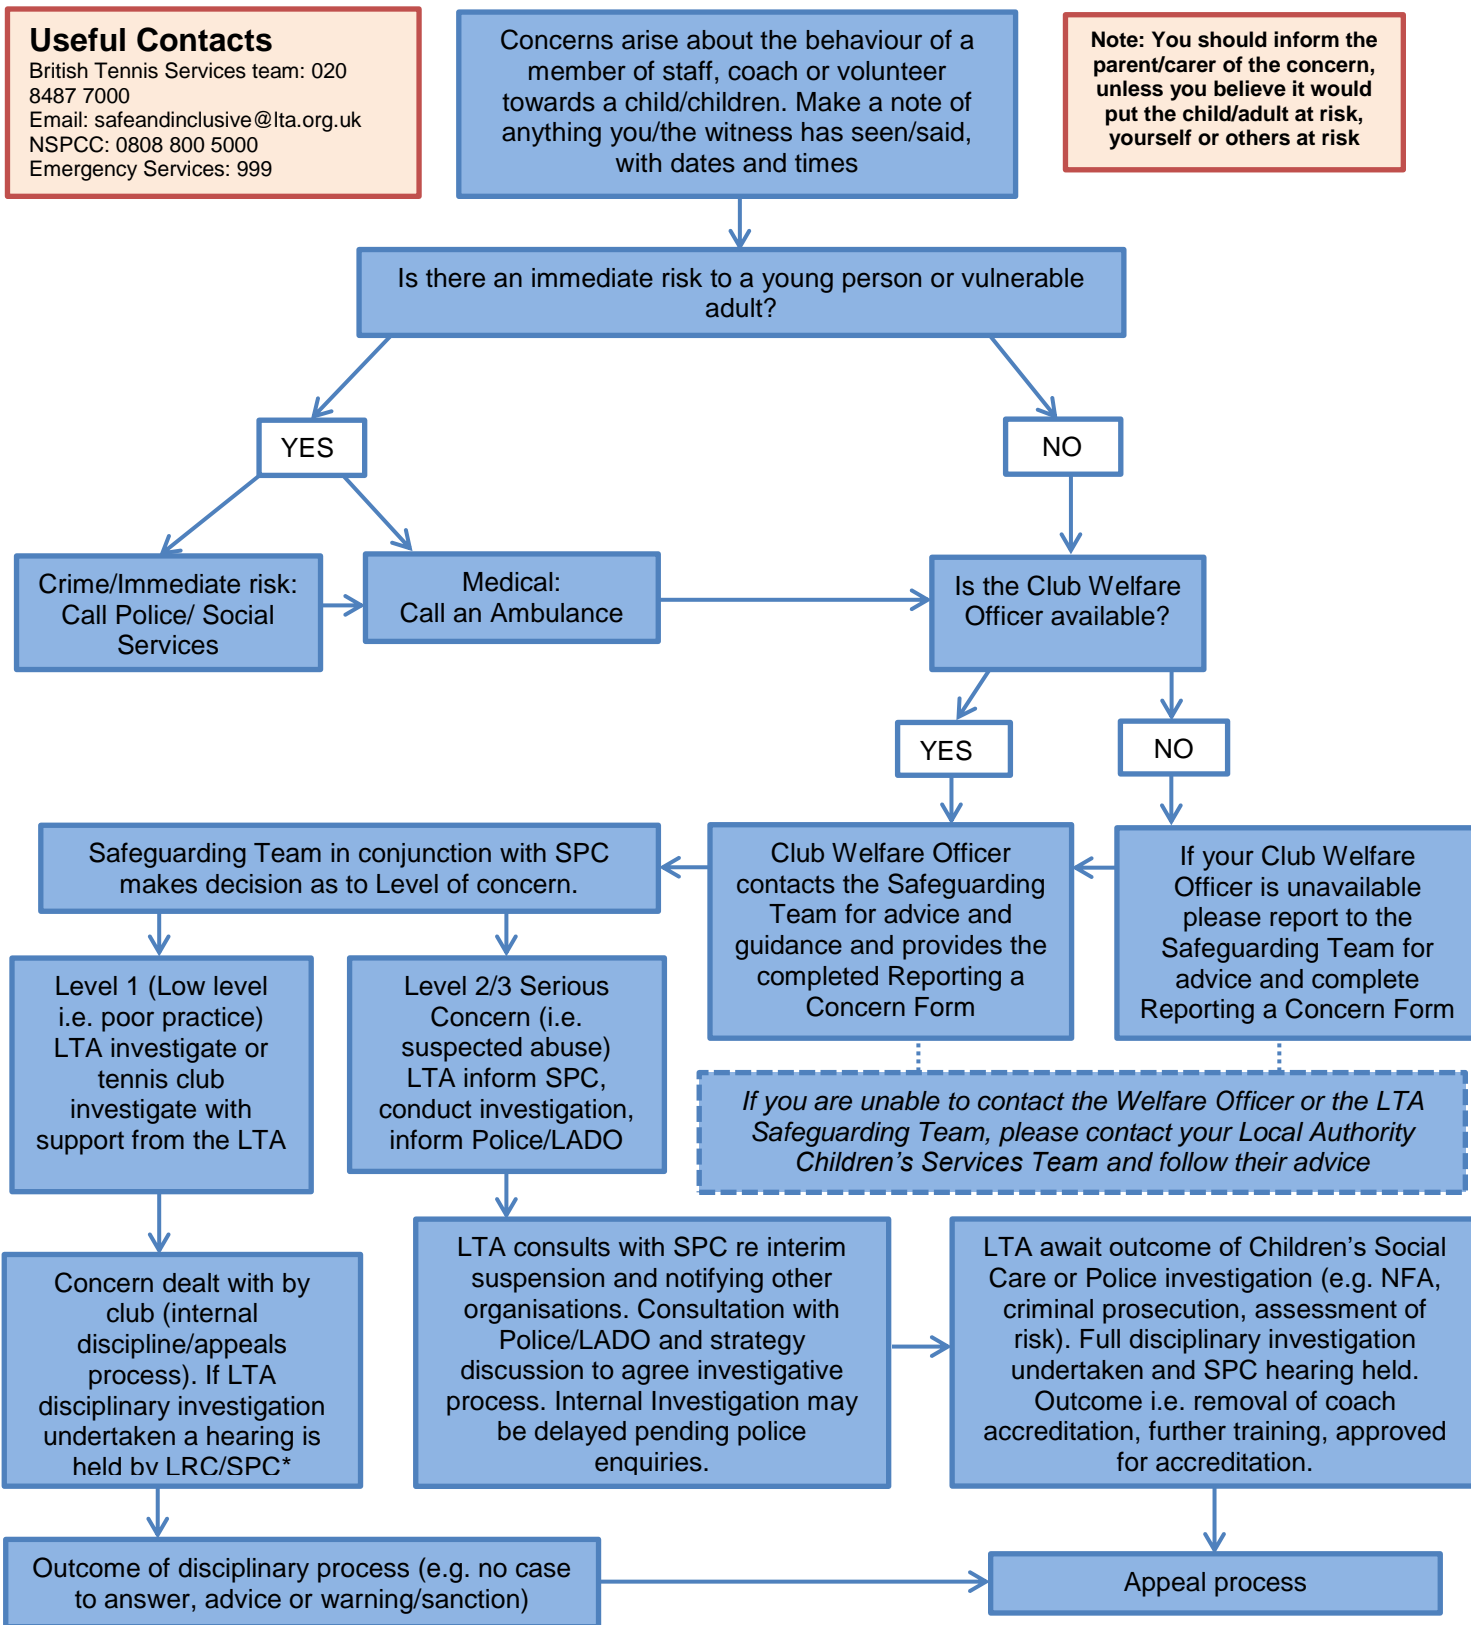 Useful Contacts
British Tennis Services team: 020
8487 7000
Email: safeandinclusive@lta.org.uk
NSPCC: 0808 800 5000
Emergency Services: 999
Concerns arise about the behaviour of a
member of staff, coach or volunteer
towards a child/children. Make a note of
anything you/the witness has seen/said,
with dates and times
Note: You should inform the
parent/carer of the concern,
unless you believe it would
put the child/adult at risk,
yourself or others at risk
Is there an immediate risk to a young person or vulnerable
adult?
YES
NO
Crime/Immediate risk:
Call Police/ Social
Services
Medical:
Call an Ambulance
Is the Club Welfare
Officer available?
YES
NO
Safeguarding Team in conjunction with SPC
makes decision as to Level of concern.
Club Welfare Officer
contacts the Safeguarding
Team for advice and
guidance and provides the
completed Reporting a
Concern Form
If your Club Welfare
Officer is unavailable
please report to the
Safeguarding Team for
advice and complete
Reporting a Concern Form
Level 1 (Low level
i.e. poor practice)
LTA investigate or
tennis club
investigate with
support from the LTA
Level 2/3 Serious
Concern (i.e.
suspected abuse)
LTA inform SPC,
conduct investigation,
inform Police/LADO
If you are unable to contact the Welfare Officer or the LTA
Safeguarding Team, please contact your Local Authority
Children’s Services Team and follow their advice
Concern dealt with by
club (internal
discipline/appeals
process). If LTA
disciplinary investigation
undertaken a hearing is
held by LRC/SPC*
LTA consults with SPC re interim
suspension and notifying other
organisations. Consultation with
Police/LADO and strategy
discussion to agree investigative
process. Internal Investigation may
be delayed pending police
enquiries.
LTA await outcome of Children’s Social
Care or Police investigation (e.g. NFA,
criminal prosecution, assessment of
risk). Full disciplinary investigation
undertaken and SPC hearing held.
Outcome i.e. removal of coach
accreditation, further training, approved
for accreditation.
Outcome of disciplinary process (e.g. no case
to answer, advice or warning/sanction)
Appeal process